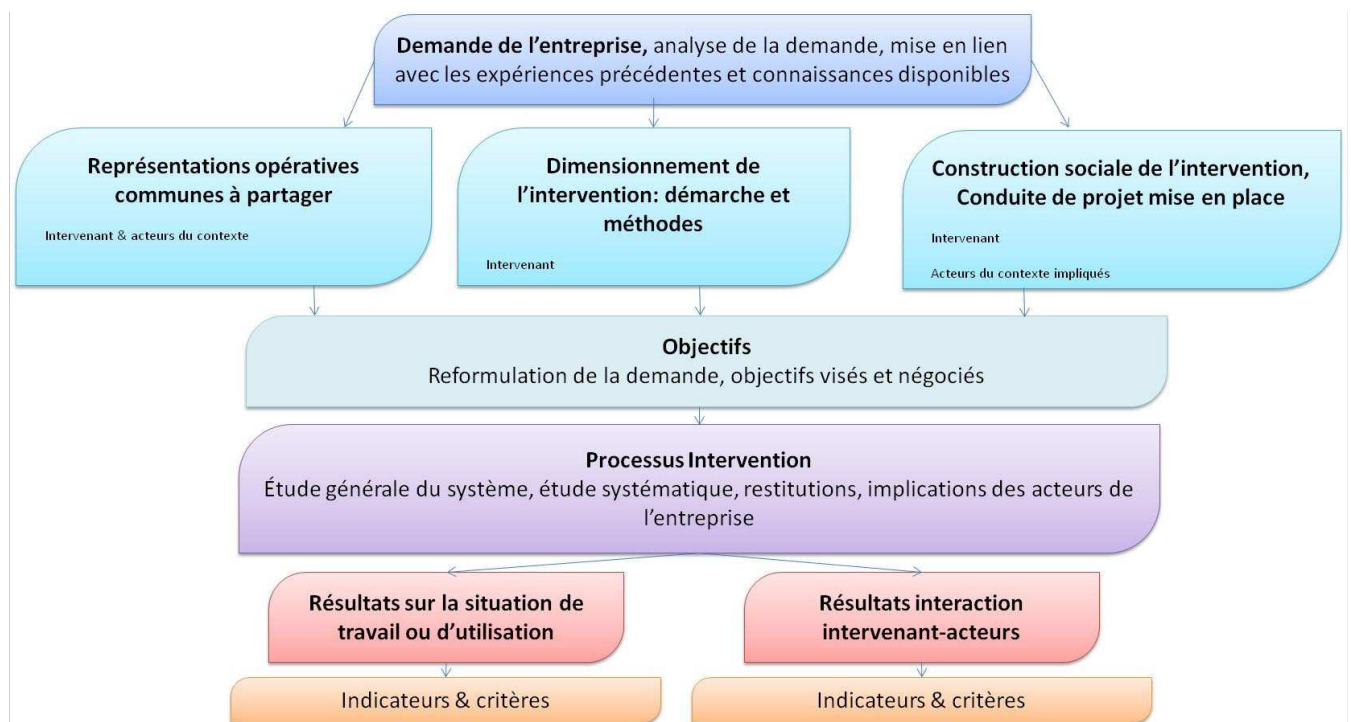 Demande de l’entreprise, analyse de la demande, mise en lien
avec les expériences précédentes et connaissances disponibles
Représentations opératives
communes à partager
Intervenant & acteurs du contexte
Dimensionnement de
l’intervention: démarche et
méthodes
Intervenant
Construction sociale de l’intervention,
Conduite de projet mise en place
Intervenant
Acteurs du contexte impliqués
Objectifs
Reformulation de la demande, objectifs visés et négociés
Processus Intervention
Étude générale du système, étude systématique, restitutions, implications des acteurs de
l’entreprise
Résultats sur la situation de
travail ou d’utilisation
Résultats interaction
intervenant-acteurs
Indicateurs & critères
Indicateurs & critères